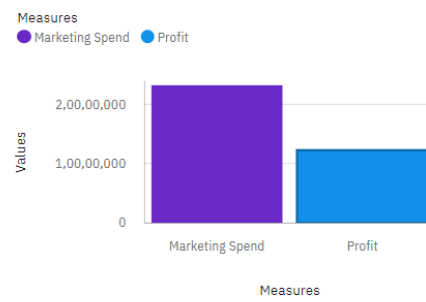 Measures
Marketing Spend Profit
2,00,00,000
Values
1,00,00,000
0
Marketing Spend Profit
Measures